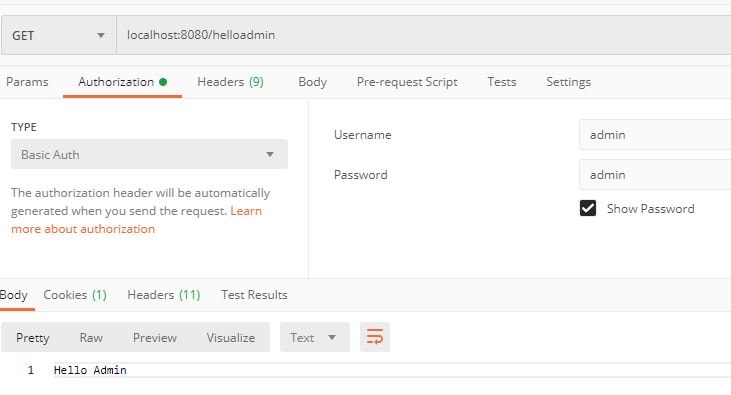 GET localhost:8080/helloadmin
Params Authorization Headers (9) Body Pre-request Script Tests Settings
TYPE
Basic Auth
The authorization header will be automatically
generated when you send the request. Learn
more about authorization
Username admin
Password admin
Show Password
Body Cookies (1) Headers (11) Test Results
Pretty Raw Preview Visualize Text
1 Hello Admin